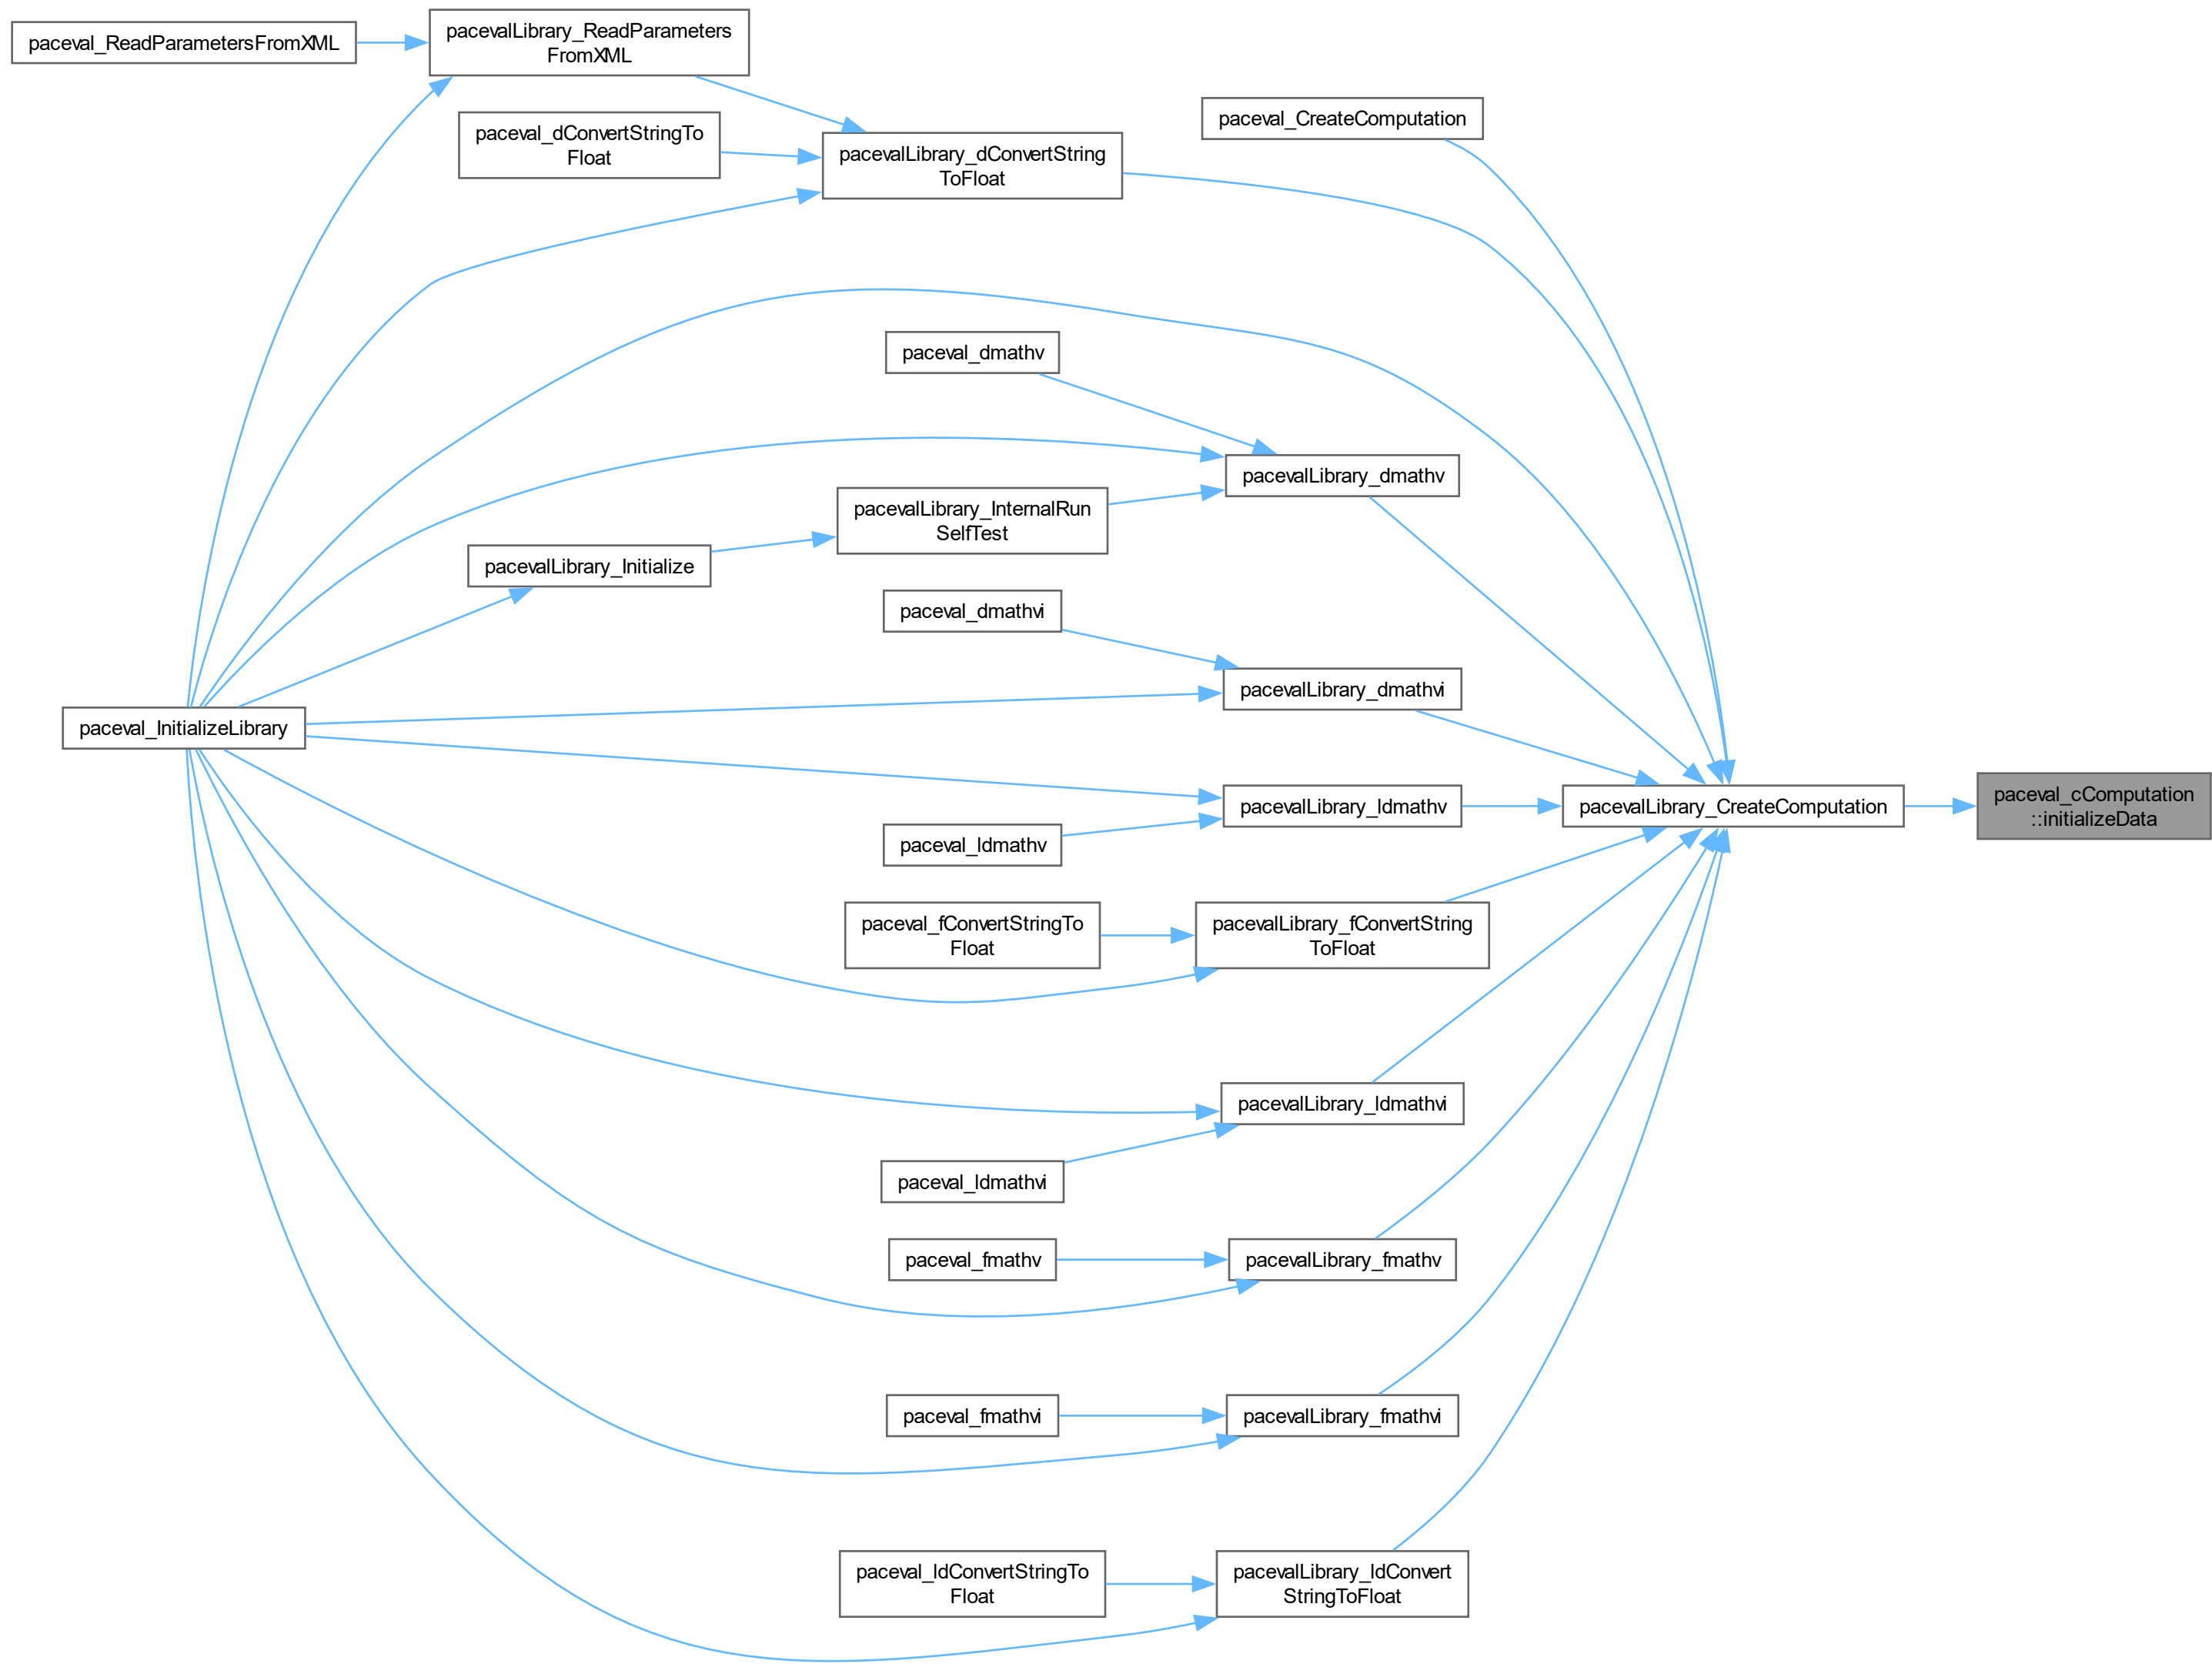 paceval_ReadParametersFromXML
pacevalLibrary_ReadParameters
FromXML
paceval_CreateComputation
paceval_dConvertStringTo
Float
pacevalLibrary_dConvertString
ToFloat
paceval_dmathv
pacevalLibrary_dmathv
pacevalLibrary_InternalRun
SelfTest
pacevalLibrary_Initialize
paceval_dmathvi
pacevalLibrary_dmathvi
paceval_InitializeLibrary
pacevalLibrary_ldmathv
pacevalLibrary_CreateComputation
paceval_cComputation
::initializeData
paceval_ldmathv
paceval_fConvertStringTo
Float
pacevalLibrary_fConvertString
ToFloat
pacevalLibrary_ldmathvi
paceval_ldmathvi
paceval_fmathv
pacevalLibrary_fmathv
paceval_fmathvi
pacevalLibrary_fmathvi
paceval_ldConvertStringTo
Float
pacevalLibrary_ldConvert
StringToFloat